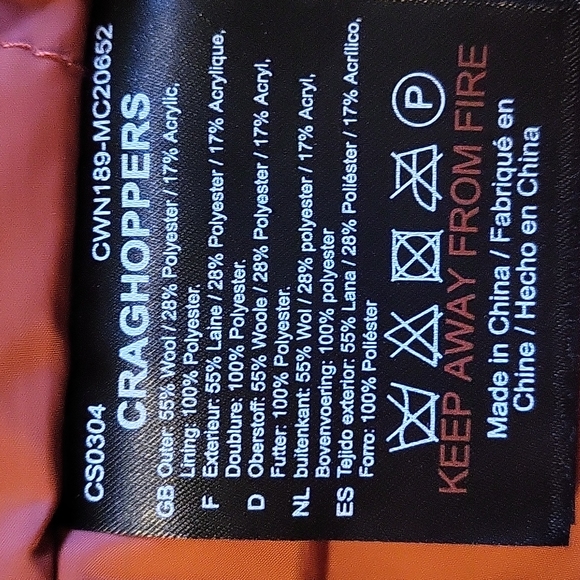 CS0304 CWN189-MC20652
CRAGHOPPERS
GB Outer: 55% Wool / 28% Polyester / 17% Acrylic,
Lining: 100% Polyester.
F Exterieur: 55% Laine / 28% Polyester / 17% Acrylique,
Doublure: 100% Polyester.
D Oberstoff: 55% Woole / 28% Polyester / 17% Acryl,
Futter: 100% Polyester.
NL buitenkant: 55% Wol / 28% polyester / 17% Acryl,
Bovenvoering: 100% polyester
ES Tejido exterior: 55% Lana / 28% Poliéster / 17% Acrílico,
Forro: 100% Poliéster
P
KEEP AWAY FROM FIRE
Made in China / Fabriqué en
Chine / Hecho en China